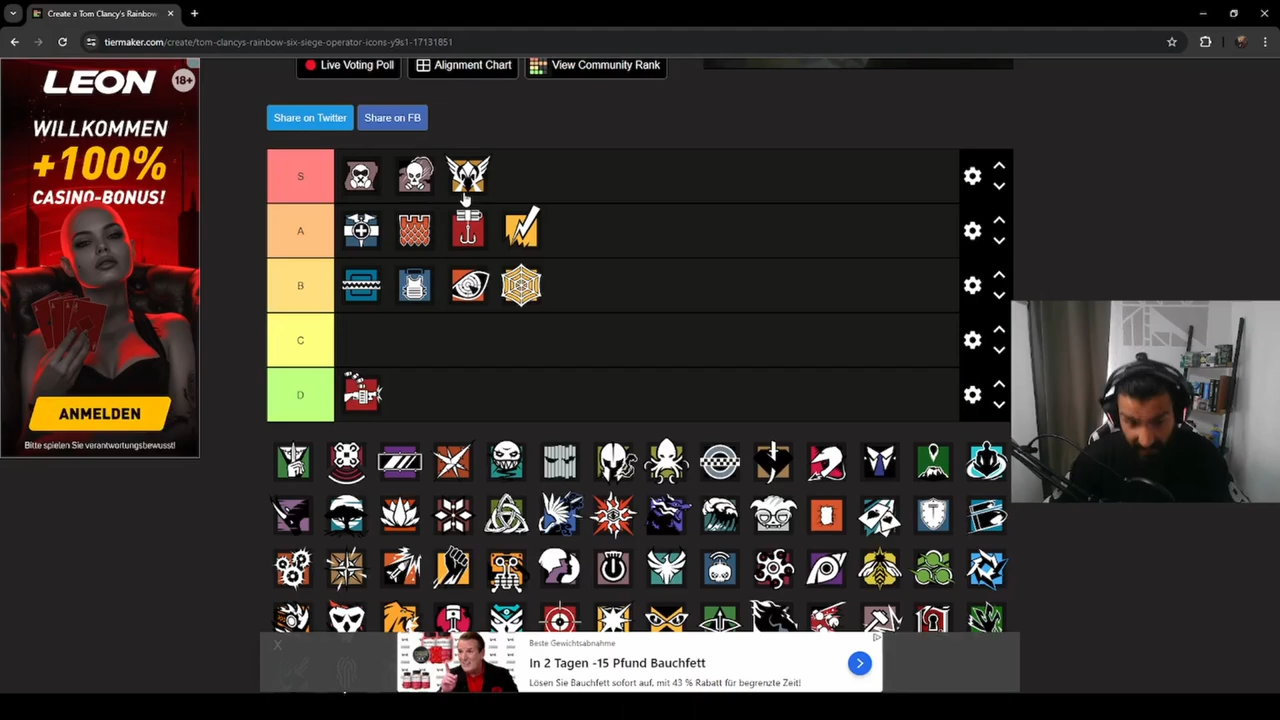 Create a Tom Clancy's Rainbow
tiermaker.com/create/tom-clancys-rainbow-six-siege-operator-icons-y9s1-17131851
LEON 18+
WILLKOMMEN
+100%
CASINO-BONUS!
ANMELDEN
Bitte spielen Sie verantwortungsbewusst!
Live Voting Poll
Alignment Chart
View Community Rank
Share on Twitter
Share on FB
S
A
B
C
D
X
Beste Gewichtsabnahme
In 2 Tagen -15 Pfund Bauchfett
Lösen Sie Bauchfett sofort auf, mit 43 % Rabatt für begrenzte Zeit!